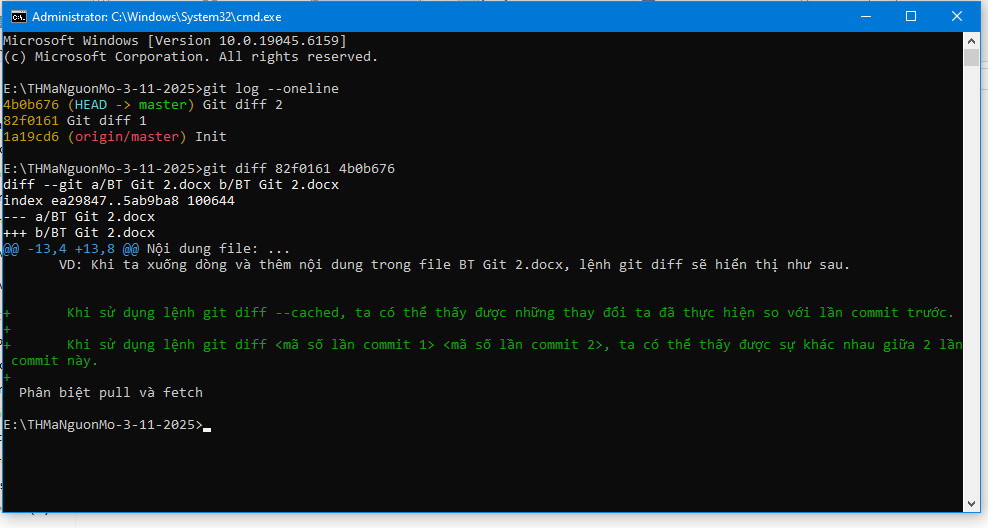 Administrator: C:\Windows\System32\cmd.exe
Microsoft Windows [Version 10.0.19045.6159]
(c) Microsoft Corporation. All rights reserved.
E:\THMaNguonMo-3-11-2025>git log --oneline
4b0b676 (HEAD -> master) Git diff 2
82f0161 Git diff 1
1a19cd6 (origin/master) Init
E:\THMaNguonMo-3-11-2025>git diff 82f0161 4b0b676
diff --git a/BT Git 2.docx b/BT Git 2.docx
index ea29847..5ab9ba8 100644
--- a/BT Git 2.docx
+++ b/BT Git 2.docx
@@ -13,4 +13,8 @@ Nội dung file: ...
VD: Khi ta xuống dòng và thêm nội dung trong file BT Git 2.docx, lệnh git diff sẽ hiển thị như sau.
+ Khi sử dụng lệnh git diff --cached, ta có thể thấy được những thay đổi ta đã thực hiện so với lần commit trước.
+
+ Khi sử dụng lệnh git diff <mã số lần commit 1> <mã số lần commit 2>, ta có thể thấy được sự khác nhau giữa 2 lần
commit này.
+
Phân biệt pull và fetch
E:\THMaNguonMo-3-11-2025>